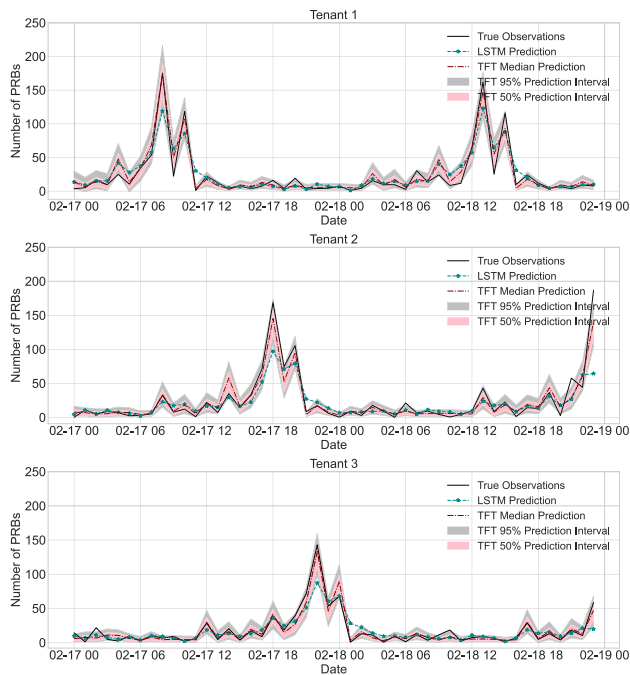 Tenant 1
250
200
150
100
50
0
Number of PRBs
True Observations
LSTM Prediction
TFT Median Prediction
TFT 95% Prediction Interval
TFT 50% Prediction Interval
02-17 00 02-17 06 02-17 12 02-17 18 02-18 00 02-18 06 02-18 12 02-18 18 02-19 00
Date
Tenant 2
250
200
150
100
50
0
Number of PRBs
True Observations
LSTM Prediction
TFT Median Prediction
TFT 95% Prediction Interval
TFT 50% Prediction Interval
02-17 00 02-17 06 02-17 12 02-17 18 02-18 00 02-18 06 02-18 12 02-18 18 02-19 00
Date
Tenant 3
250
200
150
100
50
0
Number of PRBs
True Observations
LSTM Prediction
TFT Median Prediction
TFT 95% Prediction Interval
TFT 50% Prediction Interval
02-17 00 02-17 06 02-17 12 02-17 18 02-18 00 02-18 06 02-18 12 02-18 18 02-19 00
Date